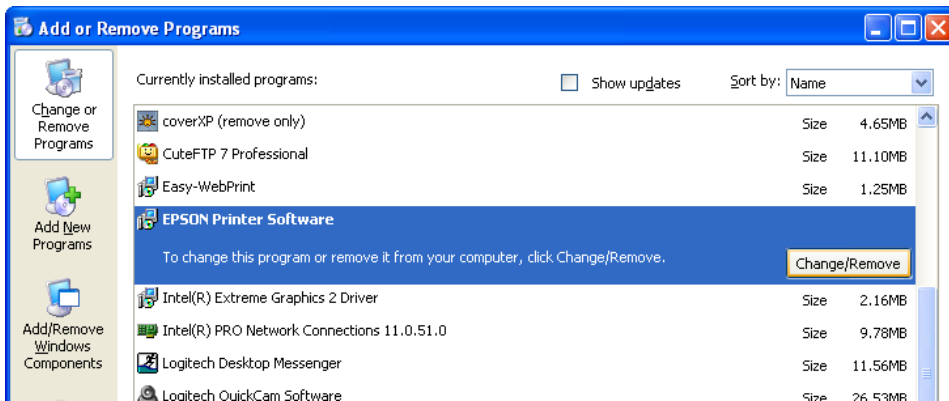 Add or Remove Programs
Change or
Remove
Programs
Add New
Programs
Add/Remove
Windows
Components
Currently installed programs:
Show updates
Sort by: Name
coverXP (remove only) Size 4.65MB
CuteFTP 7 Professional Size 11.10MB
Easy-WebPrint Size 1.25MB
EPSON Printer Software
To change this program or remove it from your computer, click Change/Remove.
Change/Remove
Intel(R) Extreme Graphics 2 Driver Size 2.16MB
Intel(R) PRO Network Connections 11.0.51.0 Size 9.78MB
Logitech Desktop Messenger Size 11.56MB
Logitech QuickCam Software Size 26.53MB